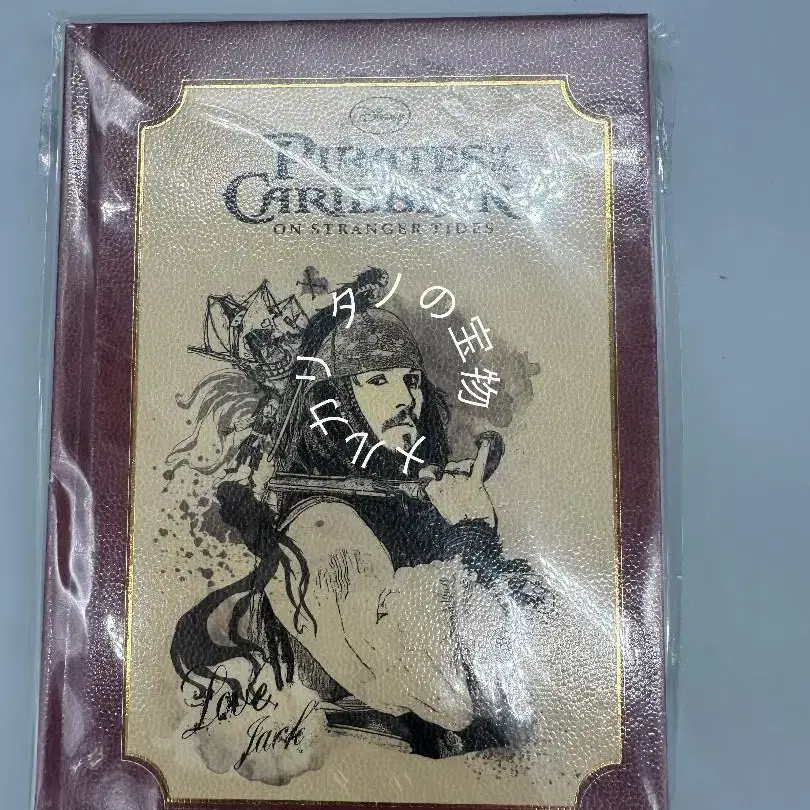 Disney
PIRATES OF THE
CARIBBEAN
ON STRANGER TIDES
メルカリ タノの宝物
Love,
Jack